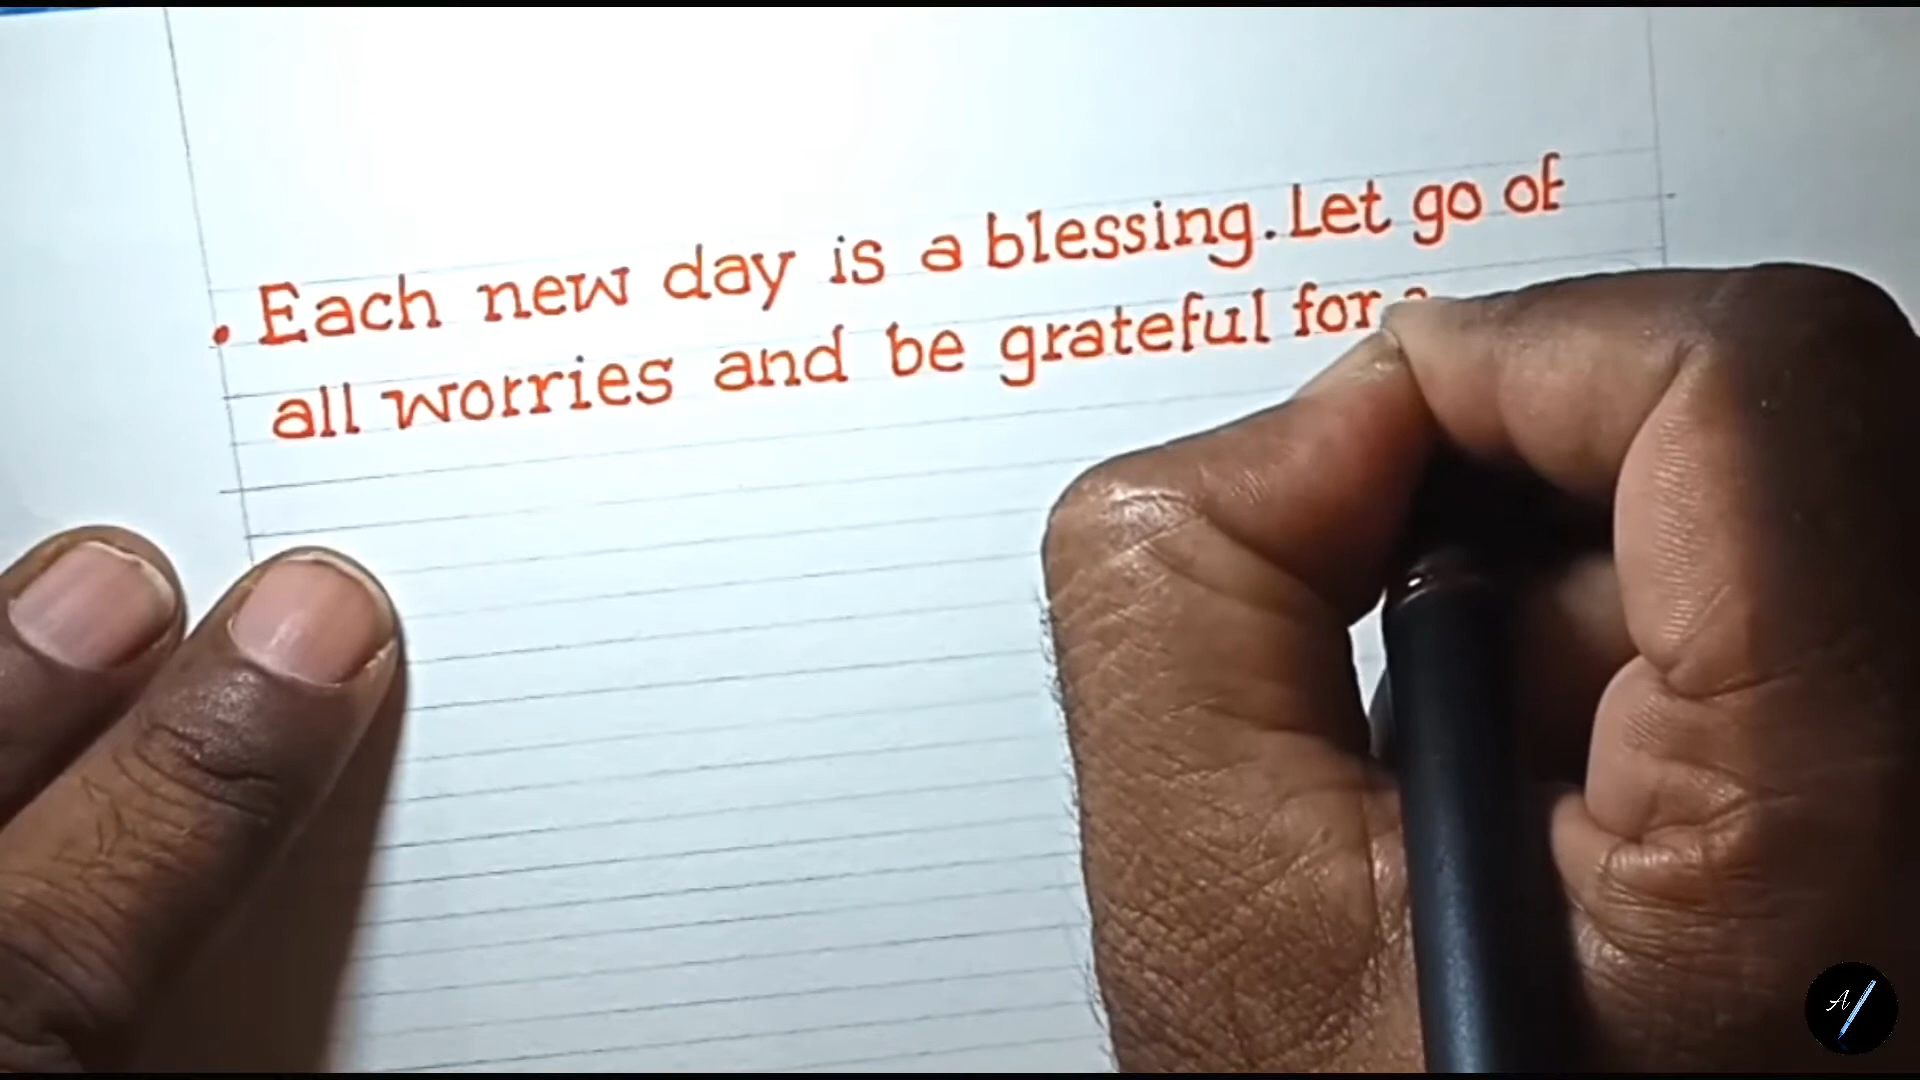 . Each new day is a blessing. Let go of
all worries and be grateful for
A